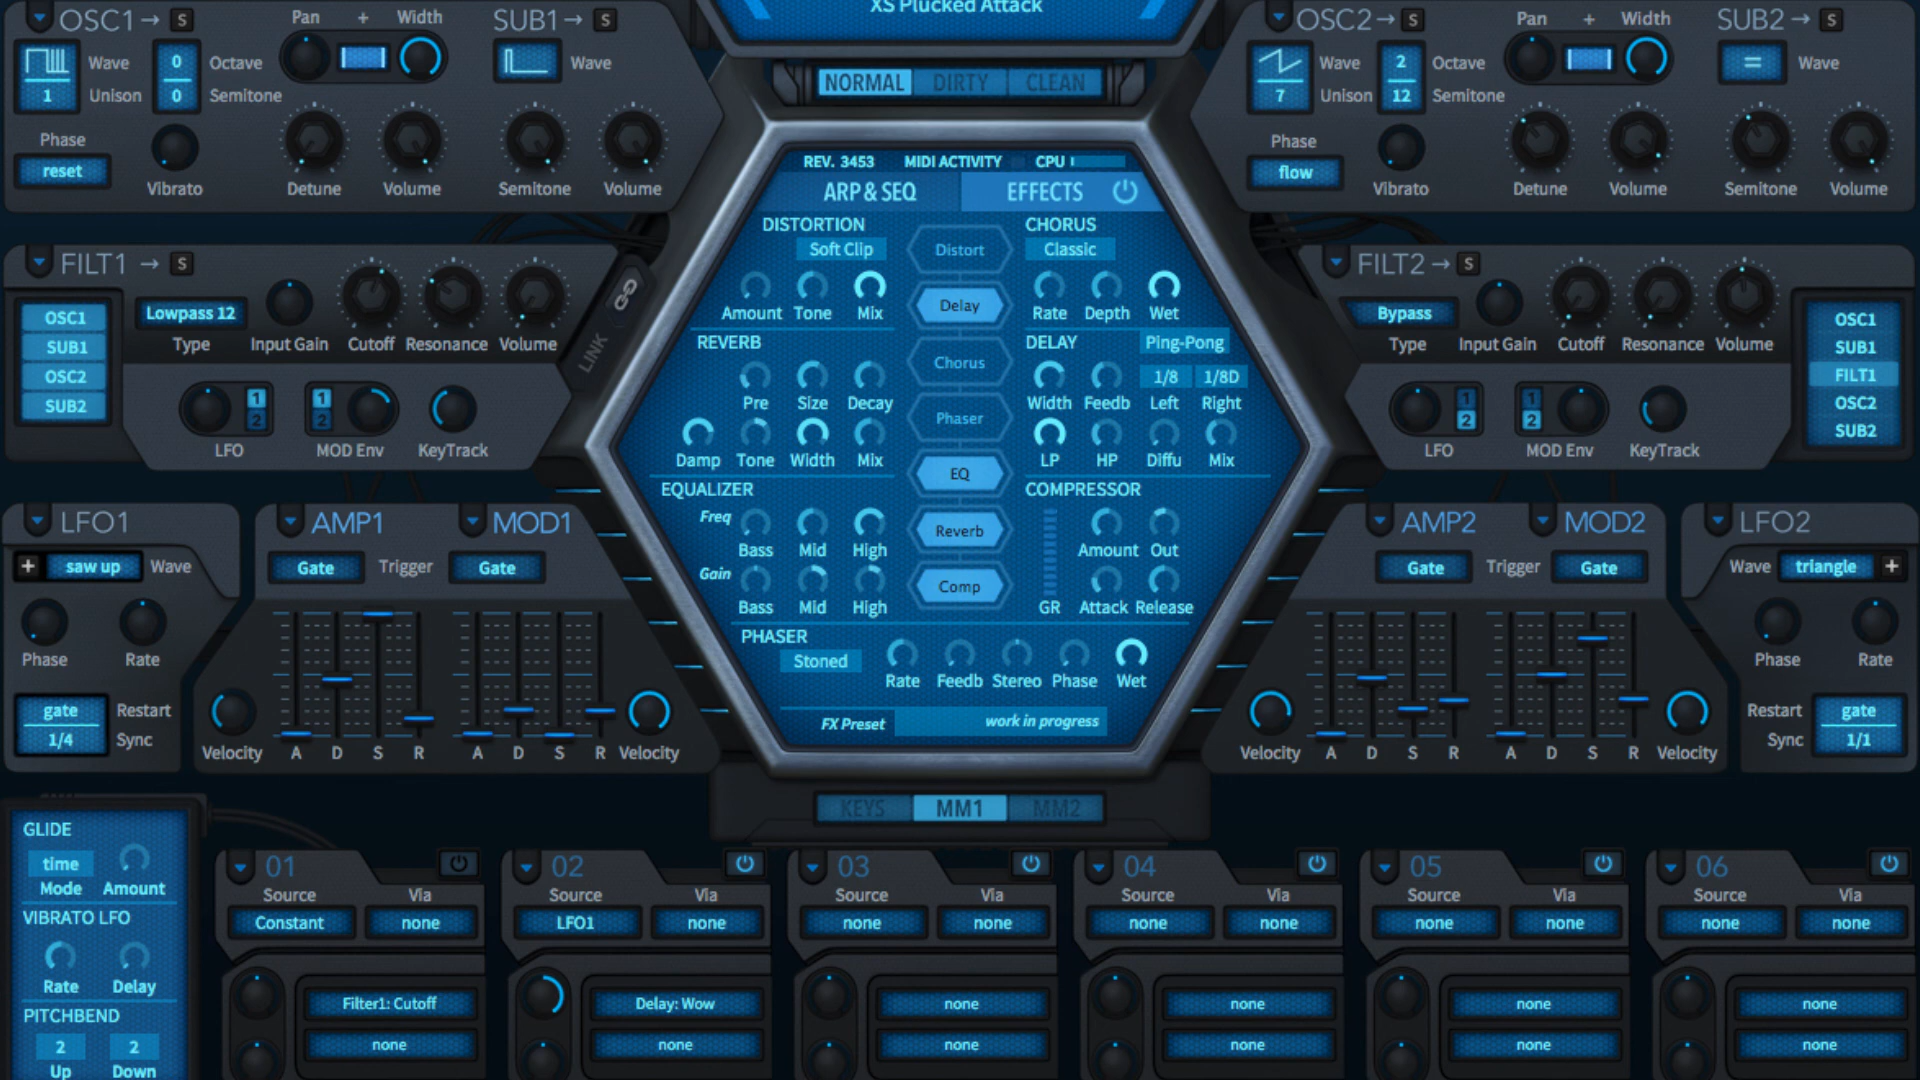 XS Plucked Attack
OSC1 → S
Pan + Width
SUB1 → S
Wave
0 Octave
Wave
1 Unison
0 Semitone
Phase
reset
Vibrato
Detune
Volume
Semitone
Volume
NORMAL DIRTY CLEAN
OSC2 → S
Pan + Width
SUB2 → S
Wave
2 Octave
= Wave
7 Unison
12 Semitone
Phase
flow
Vibrato
Detune
Volume
Semitone
Volume
FILT1 → S
OSC1
SUB1
OSC2
SUB2
Lowpass 12
Type Input Gain Cutoff Resonance Volume
LINK
1
2
LFO
1
2
MOD Env
KeyTrack
REV. 3453 MIDI ACTIVITY CPU
ARP & SEQ EFFECTS
DISTORTION
Soft Clip
Amount Tone Mix
REVERB
Pre Size Decay
Damp Tone Width Mix
EQUALIZER
Freq
Bass Mid High
Gain
Bass Mid High
Distort
Delay
Chorus
Phaser
EQ
Reverb
Comp
CHORUS
Classic
Rate Depth Wet
DELAY Ping-Pong
1/8 1/8D
Width Feedb Left Right
LP HP Diffu Mix
COMPRESSOR
Amount Out
GR Attack Release
PHASER
Stoned
Rate Feedb Stereo Phase Wet
FX Preset work in progress
FILT2 → S
Bypass
Type Input Gain Cutoff Resonance Volume
OSC1
SUB1
FILT1
OSC2
SUB2
1
2
LFO
1
2
MOD Env
KeyTrack
LFO1
+ saw up Wave
Phase Rate
gate Restart
1/4 Sync
AMP1 MOD1
Gate Trigger Gate
Velocity A D S R A D S R Velocity
AMP2 MOD2
Gate Trigger Gate
Velocity A D S R A D S R Velocity
LFO2
Wave triangle +
Phase Rate
Restart gate
Sync 1/1
KEYS MM1 MM2
GLIDE
time
Mode Amount
VIBRATO LFO
Rate Delay
PITCHBEND
2 2
Up Down
01
Source Via
Constant none
Filter1: Cutoff
none
02
Source Via
LFO1 none
Delay: Wow
none
03
Source Via
none none
none
none
04
Source Via
none none
none
none
05
Source Via
none none
none
none
06
Source Via
none none
none
none